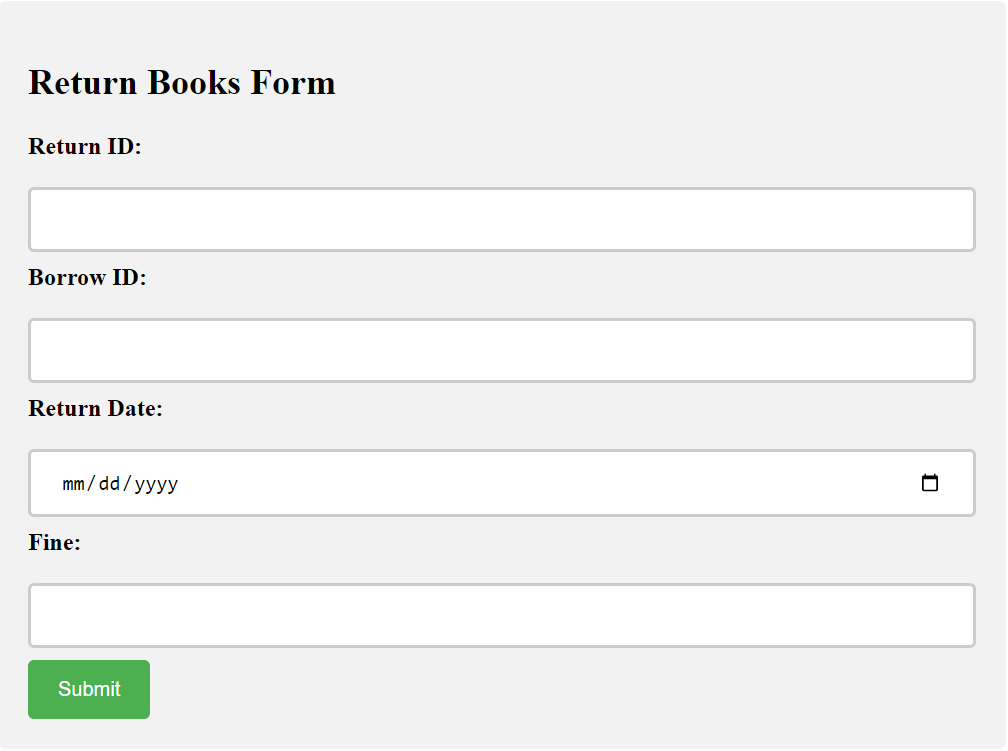 Return Books Form
Return ID:
Borrow ID:
Return Date:
mm/dd/yyyy
Fine:
Submit